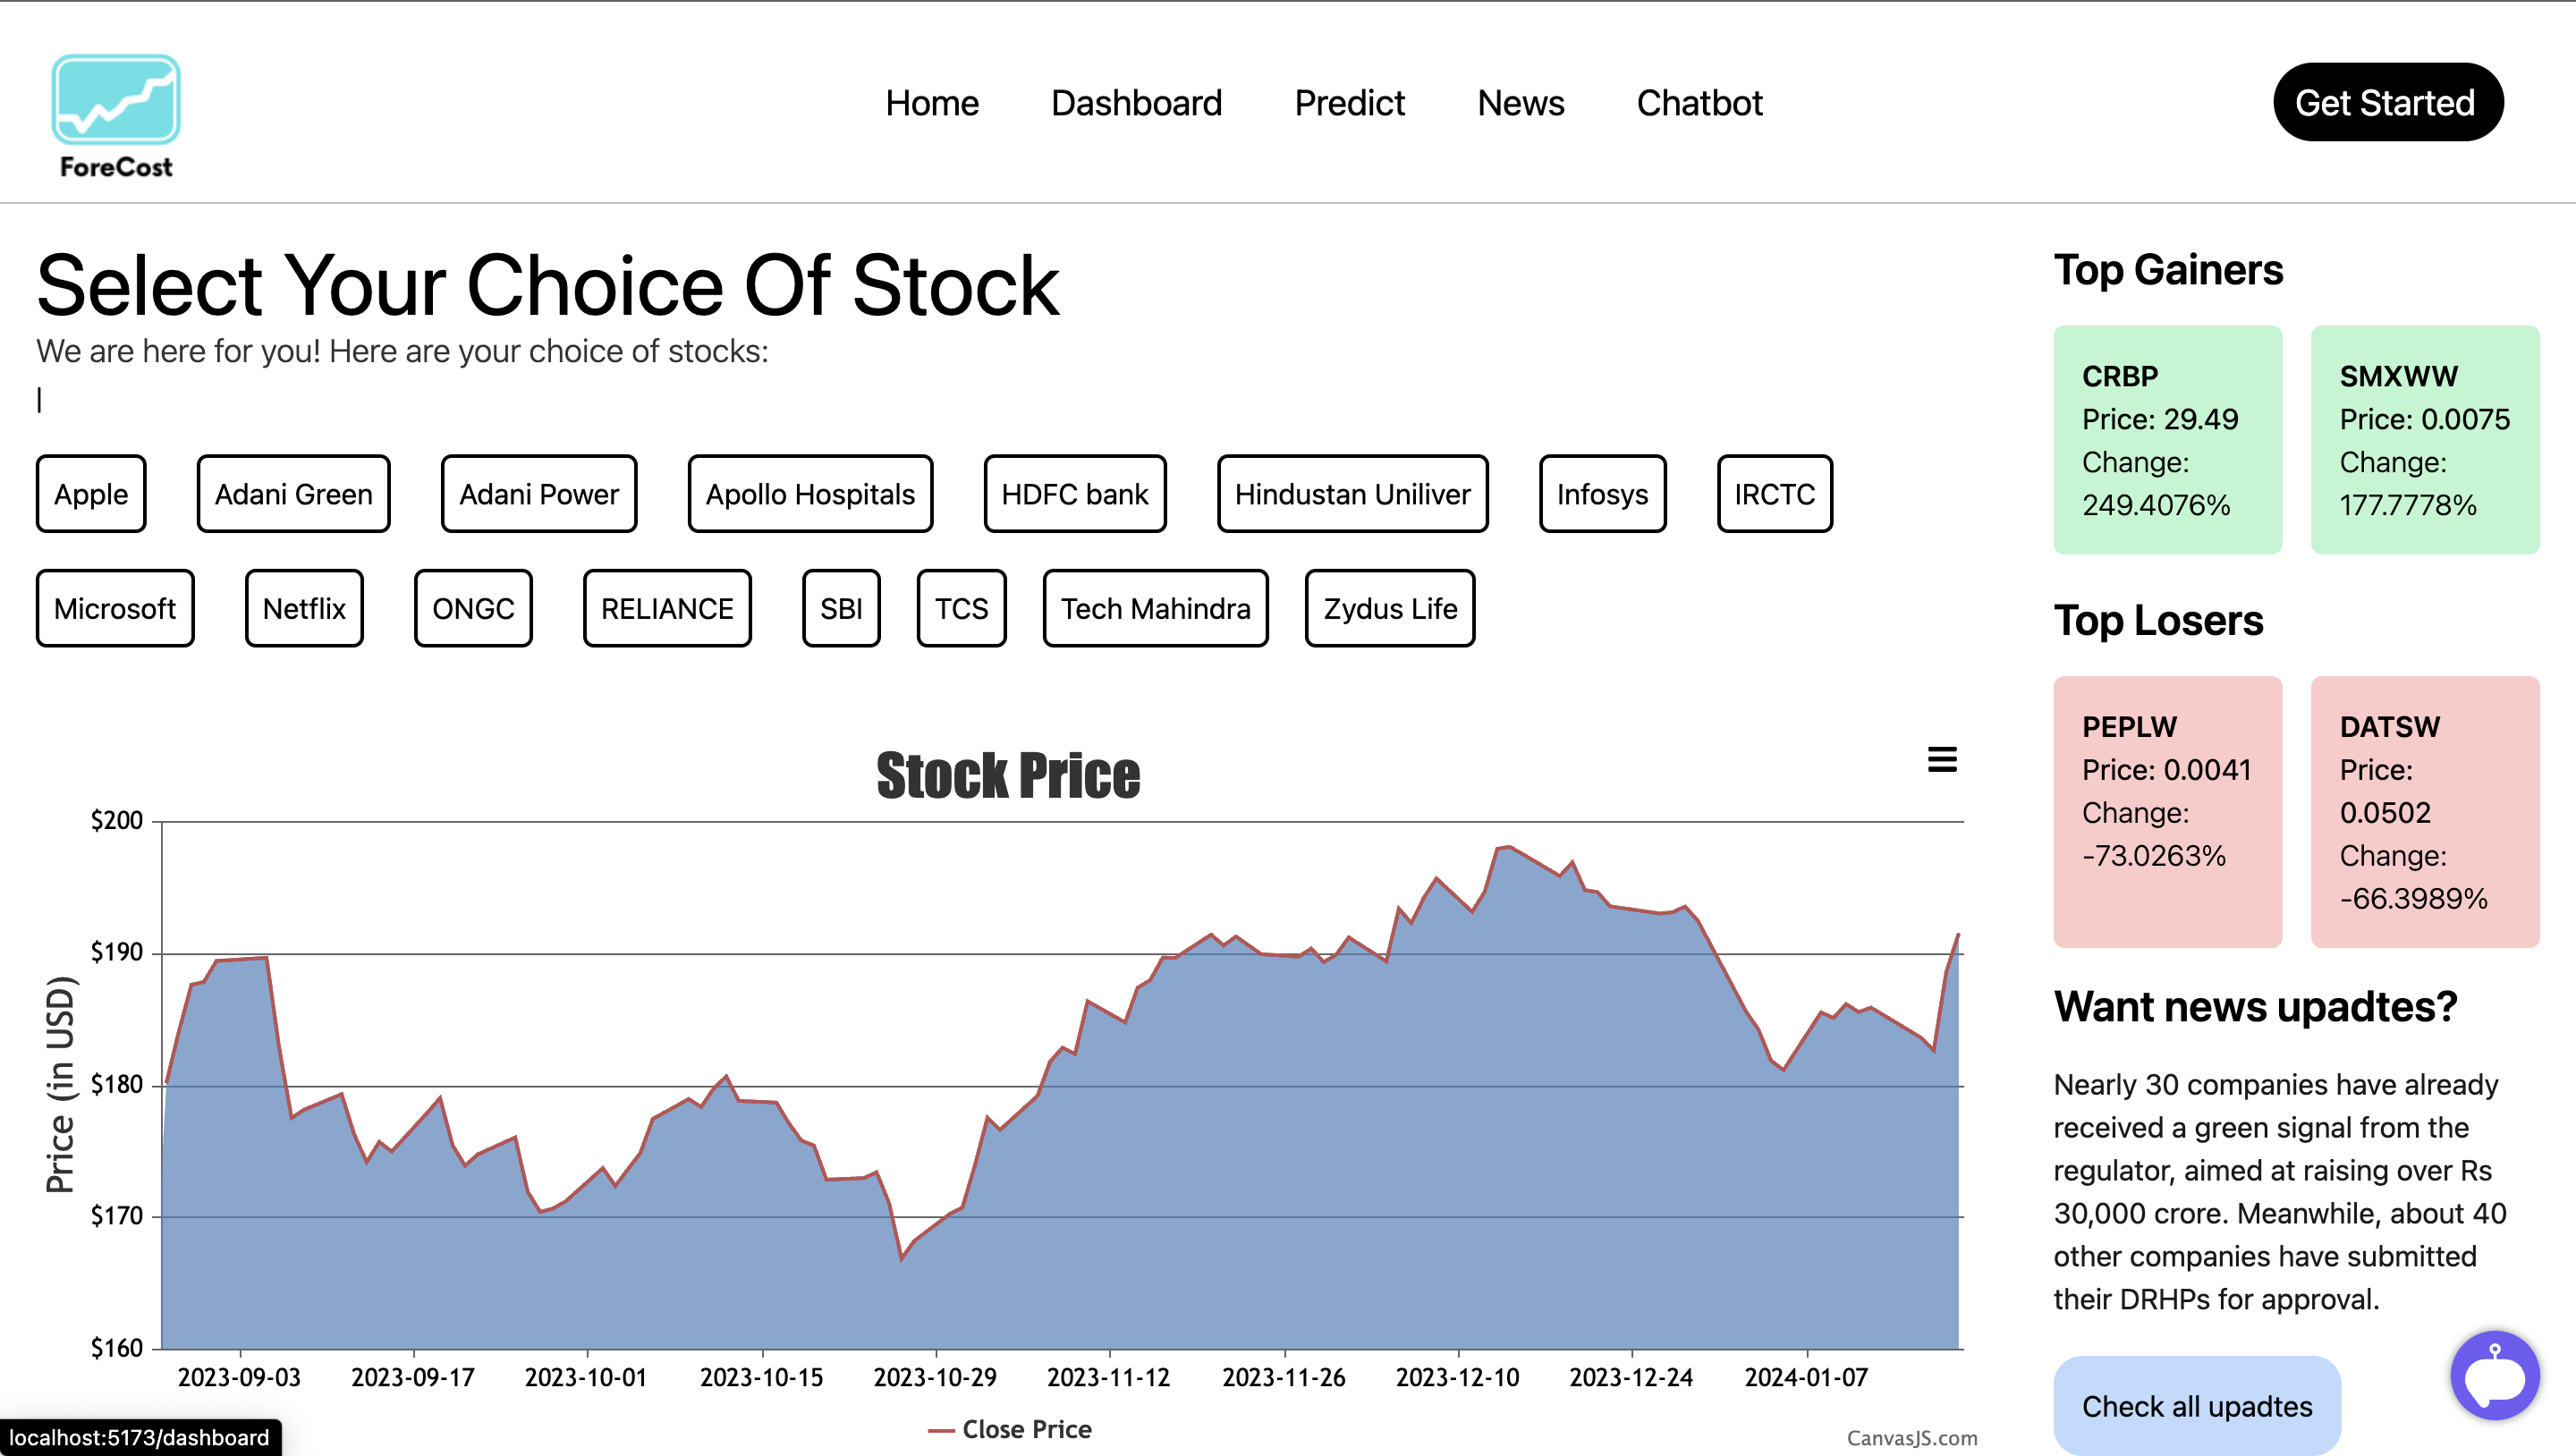 ForeCost
Home
Dashboard
Predict
News
Chatbot
Get Started
Select Your Choice Of Stock
We are here for you! Here are your choice of stocks:
Apple
Adani Green
Adani Power
Apollo Hospitals
HDFC bank
Hindustan Uniliver
Infosys
IRCTC
Microsoft
Netflix
ONGC
RELIANCE
SBI
TCS
Tech Mahindra
Zydus Life
Stock Price
Price (in USD)
$200
$190
$180
$170
$160
2023-09-03
2023-09-17
2023-10-01
2023-10-15
2023-10-29
2023-11-12
2023-11-26
2023-12-10
2023-12-24
2024-01-07
Close Price
CanvasJS.com
Top Gainers
CRBP
Price: 29.49
Change:
249.4076%
SMXWW
Price: 0.0075
Change:
177.7778%
Top Losers
PEPLW
Price: 0.0041
Change:
-73.0263%
DATSW
Price:
0.0502
Change:
-66.3989%
Want news upadtes?
Nearly 30 companies have already
received a green signal from the
regulator, aimed at raising over Rs
30,000 crore. Meanwhile, about 40
other companies have submitted
their DRHPs for approval.
Check all upadtes
localhost:5173/dashboard